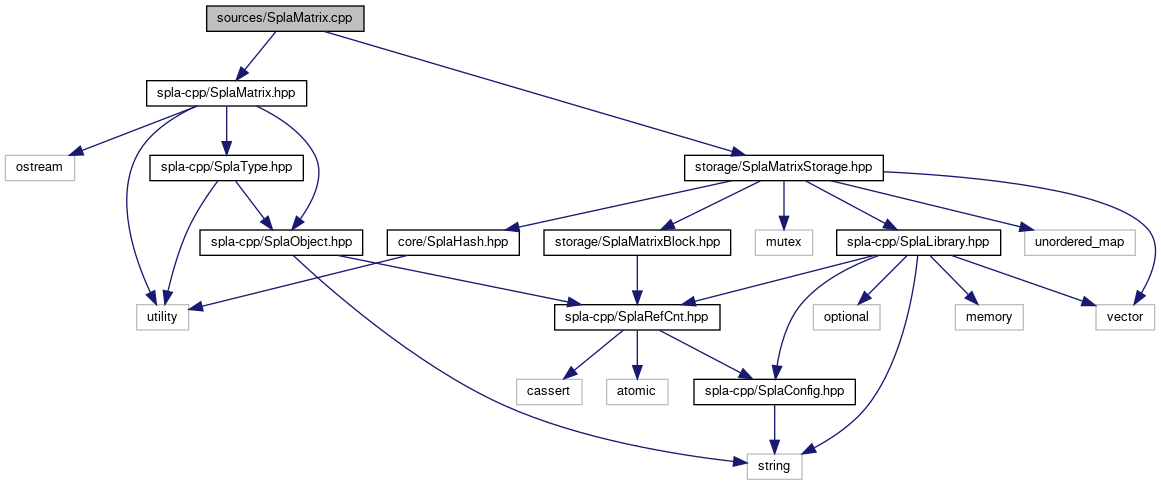 sources/SplaMatrix.cpp
spla-cpp/SplaMatrix.hpp
ostream
spla-cpp/SplaType.hpp
storage/SplaMatrixStorage.hpp
spla-cpp/SplaObject.hpp
core/SplaHash.hpp
storage/SplaMatrixBlock.hpp
mutex
spla-cpp/SplaLibrary.hpp
unordered_map
utility
spla-cpp/SplaRefCnt.hpp
optional
memory
vector
cassert
atomic
spla-cpp/SplaConfig.hpp
string